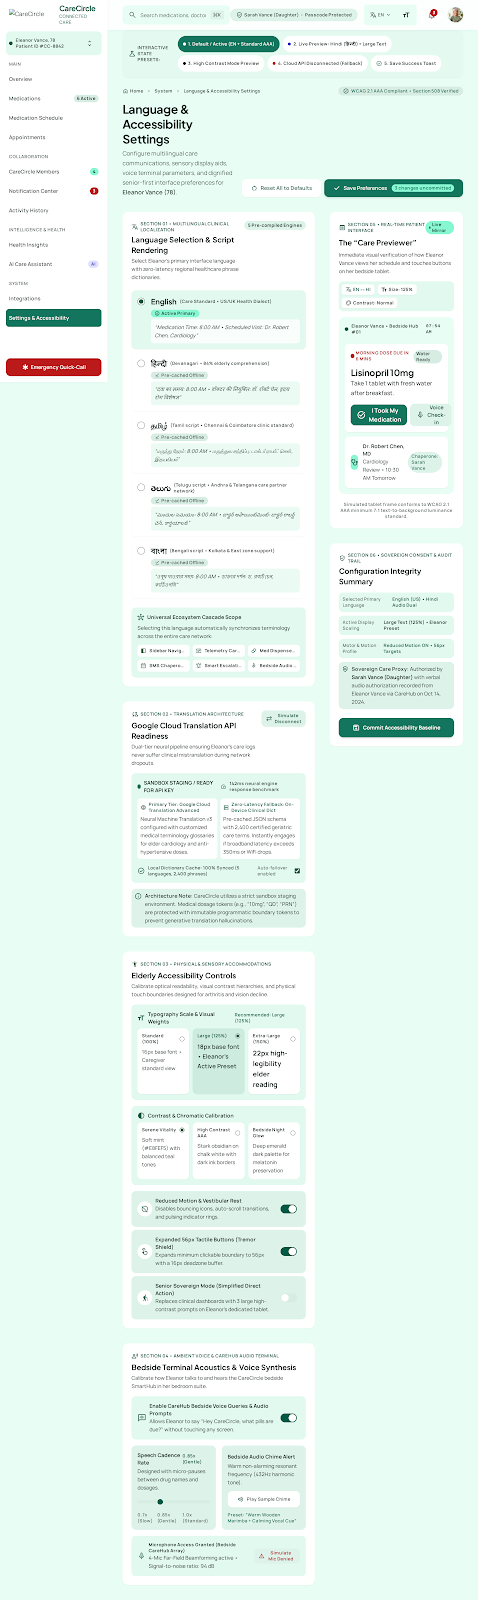 CareCircle
CareCircle
CONNECTED CARE
Eleanor Vance, 78
Patient ID #CC-8842
MAIN
Overview
Medications
6 Active
Medication Schedule
Appointments
COLLABORATION
CareCircle Members
4
Notification Center
3
Activity History
INTELLIGENCE & HEALTH
Health Insights
AI Care Assistant
AI
SYSTEM
Integrations
Settings & Accessibility
Emergency Quick-Call
Search medications, doctors
⌘K
Sarah Vance (Daughter) • Passcode Protected
EN
INTERACTIVE STATE PRESETS:
1. Default / Active (EN + Standard AAA)
2. Live Preview: Hindi (हिन्दी) + Large Text
3. High Contrast Mode Preview
4. Cloud API Disconnected (Fallback)
5. Save Success Toast
Home > System > Language & Accessibility Settings
WCAG 2.1 AAA Compliant • Section 508 Verified
Language &
Accessibility
Settings
Configure multilingual care
communications, sensory display aids,
voice terminal parameters, and dignified
senior-first interface preferences for
Eleanor Vance (78).
Reset All to Defaults
Save Preferences
3 changes uncommitted
SECTION 01 • MULTILINGUAL CLINICAL
LOCALIZATION
5 Pre-compiled Engines
Language Selection & Script
Rendering
Select Eleanor's primary interface language
with zero-latency regional healthcare phrase
dictionaries.
English (Care Standard • US/UK Health Dialect)
Active Primary
"Medication Time: 8:00 AM • Scheduled Visit: Dr. Robert
Chen, Cardiology."
हिन्दी (Devanagari • 84% elderly comprehension)
Pre-cached Offline
தமிழ் (Tamil script • Chennai & Coimbatore clinic standard)
Pre-cached Offline
తెలుగు (Telugu script • Andhra & Telangana care partner
network)
Pre-cached Offline
বাংলা (Bengali script • Kolkata & East zone support)
Pre-cached Offline
Universal Ecosystem Cascade Scope
Selecting this language automatically synchronizes terminology
across the entire care network:
Sidebar Navig...
Telemetry Car...
Med Dispense...
SMS Chapero...
Smart Escalati...
Bedside Audio ...
SECTION 02 • TRANSLATION ARCHITECTURE
Simulate
Disconnect
Google Cloud Translation API
Readiness
Dual-tier neural pipeline ensuring Eleanor's care logs
never suffer clinical mistranslation during network
dropouts.
SANDBOX STAGING / READY
FOR API KEY
142ms neural engine
response benchmark
Primary Tier: Google Cloud
Translation Advanced
Neural Machine Translation v3
configured with customized
medical terminology glossaries
for elder cardiology and anti-
hypertensive doses.
Zero-Latency Fallback: On-
Device Clinical Dict
Pre-cached JSON schema
with 2,400 certified geriatric
care terms. Instantly engages
if broadband latency exceeds
350ms or WiFi drops.
Local Dictionary Cache: 100% Synced (5
languages, 2,400 phrases)
Auto-failover
enabled
Architecture Note: CareCircle utilizes a strict sandbox staging
environment. Medical dosage tokens (e.g., "10mg", "QD", "PRN")
are protected with immutable programmatic boundary tokens to
prevent generative translation hallucinations.
SECTION 03 • PHYSICAL & SENSORY ACCOMMODATIONS
Elderly Accessibility Controls
Calibrate optical readability, visual contrast hierarchies, and physical
touch boundaries designed for arthritis and vision decline.
Typography Scale & Visual
Weights
Recommended: Large
(125%)
Standard
(100%)
16px base font •
Caregiver
standard view
Large (125%)
18px base font
• Eleanor's
Active Preset
Extra-Large
(150%)
22px high-
legibility
elder
reading
Contrast & Chromatic Calibration
Serene Vitality
Soft mint
(#E8FEF5) with
balanced teal
tones
High Contrast
AAA
Stark obsidian on
chalk white with
dark ink borders
Bedside Night
Glow
Deep emerald
dark palette for
melatonin
preservation
Reduced Motion & Vestibular Rest
Disables bouncing icons, auto-scroll transitions,
and pulsing indicator rings.
Expanded 56px Tactile Buttons (Tremor
Shield)
Expands minimum clickable boundary to 56px
with a 16px deadzone buffer.
Senior Sovereign Mode (Simplified Direct
Action)
Replaces clinical dashboards with 3 large high-
contrast prompts on Eleanor's dedicated tablet.
SECTION 04 • AMBIENT VOICE & CAREHUB AUDIO TERMINAL
Bedside Terminal Acoustics & Voice Synthesis
Calibrate how Eleanor talks to and hears the CareCircle bedside
SmartHub in her bedroom suite.
Enable CareHub Bedside Voice Queries & Audio
Prompts
Allows Eleanor to say "Hey CareCircle, what pills are
due?" without touching any screen.
Speech Cadence
Rate
0.85x
(Gentle)
Designed with micro-pauses
between drug names and
dosages.
0.7x
(Slow)
0.85x
(Gentle)
1.0x
(Standard)
Bedside Audio Chime Alert
Warm non-alarming resonant
frequency (432Hz harmonic
tone).
Play Sample Chime
Preset: "Warm Wooden
Marimba + Calming Vocal Cue"
Microphone Access Granted (Bedside
CareHub Array)
4-Mic Far-Field Beamforming active •
Signal-to-noise ratio: 94dB
Simulate
Mic Denied
SECTION 05 • REAL-TIME PATIENT
INTERFACE
Live
Mirror
The "Care Previewer"
Immediate visual verification of how Eleanor
Vance views her schedule and touches buttons
on her bedside tablet.
EN ↔ HI
Size: 125%
Contrast: Normal
Eleanor Vance • Bedside Hub
#01
07:54
AM
MORNING DOSE DUE IN
6 MINS
Water
Ready
Lisinopril 10mg
Take 1 tablet with fresh water
after breakfast.
I Took My
Medication
Voice
Check-
in
Dr. Robert Chen,
MD
Cardiology
Review • 10:30
AM Tomorrow
Chaperone:
Sarah
Vance
Simulated tablet frame conforms to WCAG 2.1
AAA minimum 7:1 text-to-background luminance
standard.
SECTION 06 • SOVEREIGN CONSENT & AUDIT
TRAIL
Configuration Integrity
Summary
Selected Primary
Language
English (US) + Hindi
Audio Dual
Active Display
Scaling
Large Text (125%) • Eleanor
Preset
Motor & Motion
Profile
Reduced Motion ON • 56px
Targets
Sovereign Care Proxy: Authorized by
Sarah Vance (Daughter) with verbal
audio authorization recorded from
Eleanor Vance via CareHub on Oct 14,
2024.
Commit Accessibility Baseline